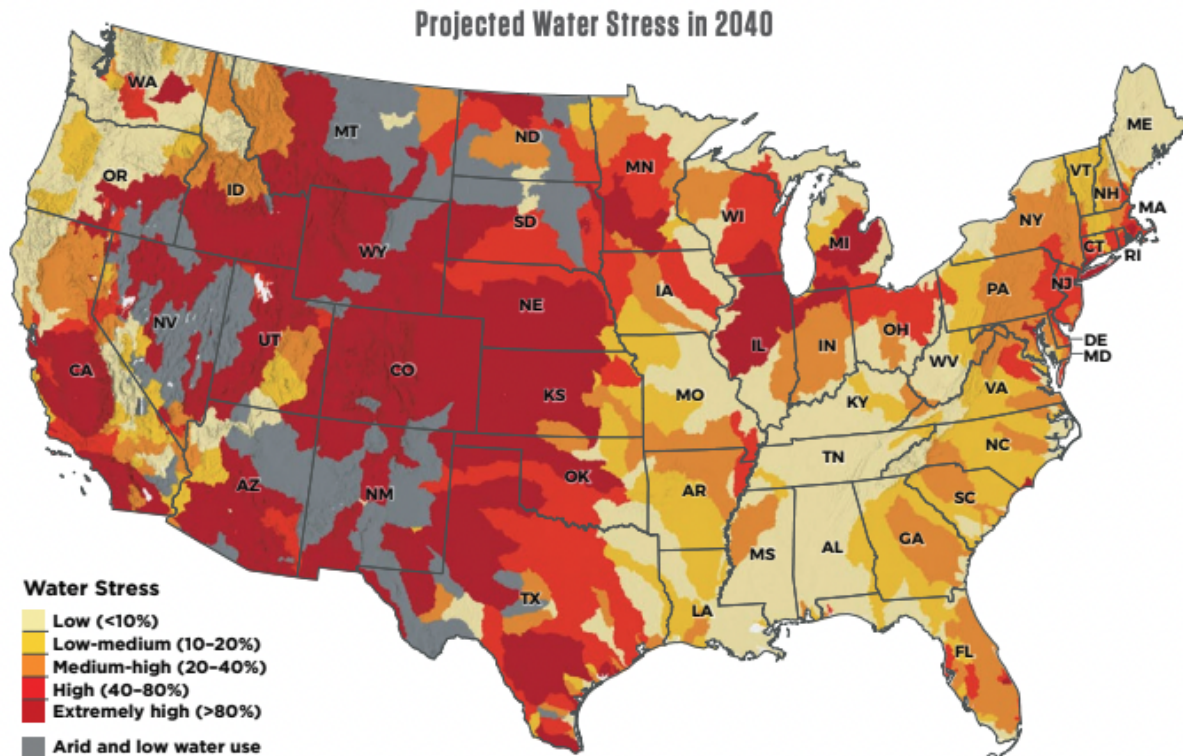 Projected Water Stress in 2040
WA
MT
ND
MN
ME
OR
ID
SD
WI
MI
VT
NH
NY
MA
CT
RI
WY
IA
PA
NJ
NE
NV
UT
IL
IN
OH
DE
MD
CA
CO
KS
MO
WV
VA
KY
NC
TN
AZ
NM
OK
AR
SC
MS
AL
GA
TX
LA
FL
Water Stress
Low (<10%)
Low-medium (10–20%)
Medium-high (20–40%)
High (40–80%)
Extremely high (>80%)
Arid and low water use